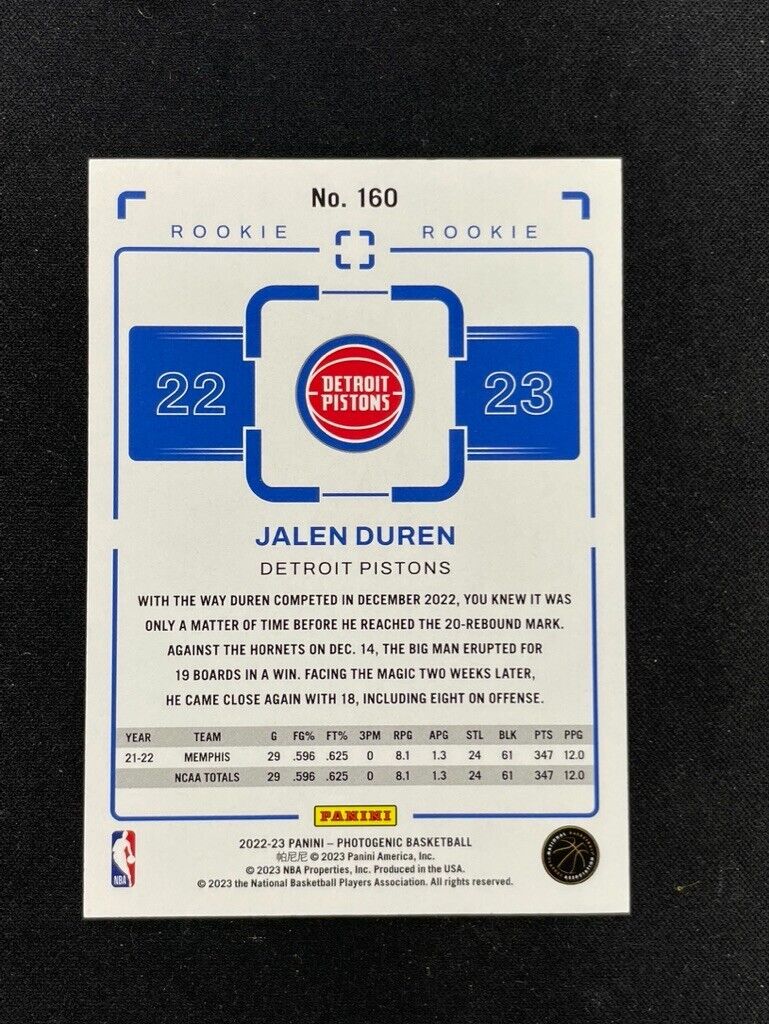 No. 160
ROOKIE ROOKIE
22 23
DETROIT
PISTONS
JALEN DUREN
DETROIT PISTONS
WITH THE WAY DUREN COMPETED IN DECEMBER 2022, YOU KNEW IT WAS
ONLY A MATTER OF TIME BEFORE HE REACHED THE 20-REBOUND MARK.
AGAINST THE HORNETS ON DEC. 14, THE BIG MAN ERUPTED FOR
19 BOARDS IN A WIN. FACING THE MAGIC TWO WEEKS LATER,
HE CAME CLOSE AGAIN WITH 18, INCLUDING EIGHT ON OFFENSE.
YEAR TEAM G FG% FT% 3PM RPG APG STL BLK PTS PPG
21-22 MEMPHIS 29 .596 .625 0 8.1 1.3 24 61 347 12.0
NCAA TOTALS 29 .596 .625 0 8.1 1.3 24 61 347 12.0
PANINI
2022-23 PANINI – PHOTOGENIC BASKETBALL
帕尼尼 © 2023 Panini America, Inc.
© 2023 NBA Properties, Inc. Produced in the USA.
© 2023 the National Basketball Players Association. All rights reserved.
NBA